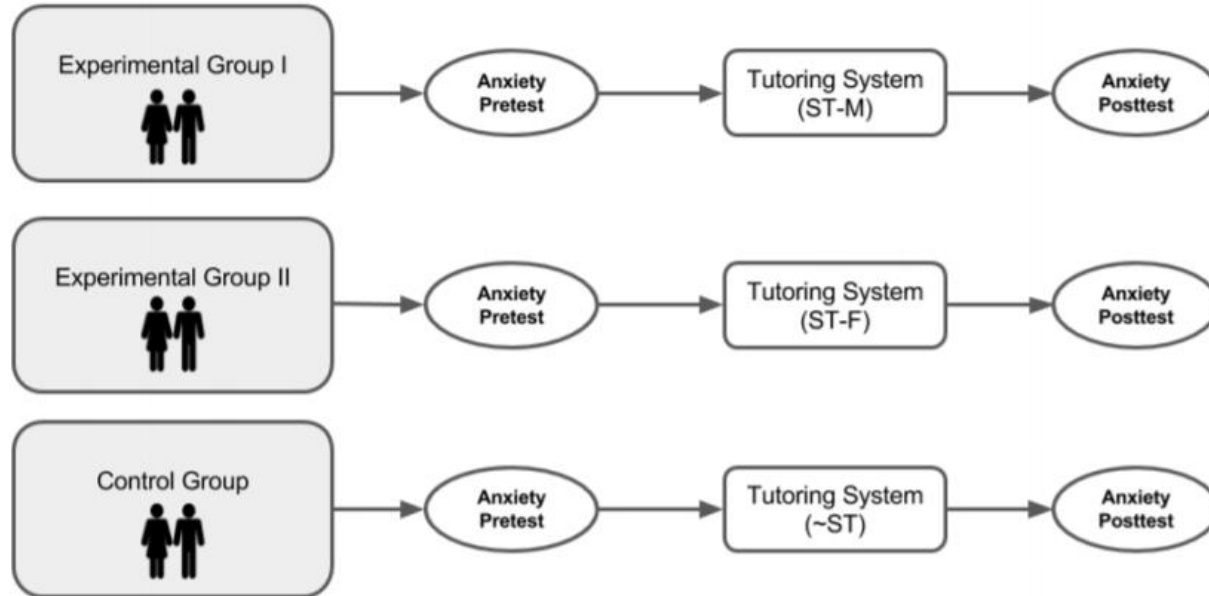 Experimental Group I
Anxiety
Pretest
Tutoring System
(ST-M)
Anxiety
Posttest
Experimental Group II
Anxiety
Pretest
Tutoring System
(ST-F)
Anxiety
Posttest
Control Group
Anxiety
Pretest
Tutoring System
(~ST)
Anxiety
Posttest